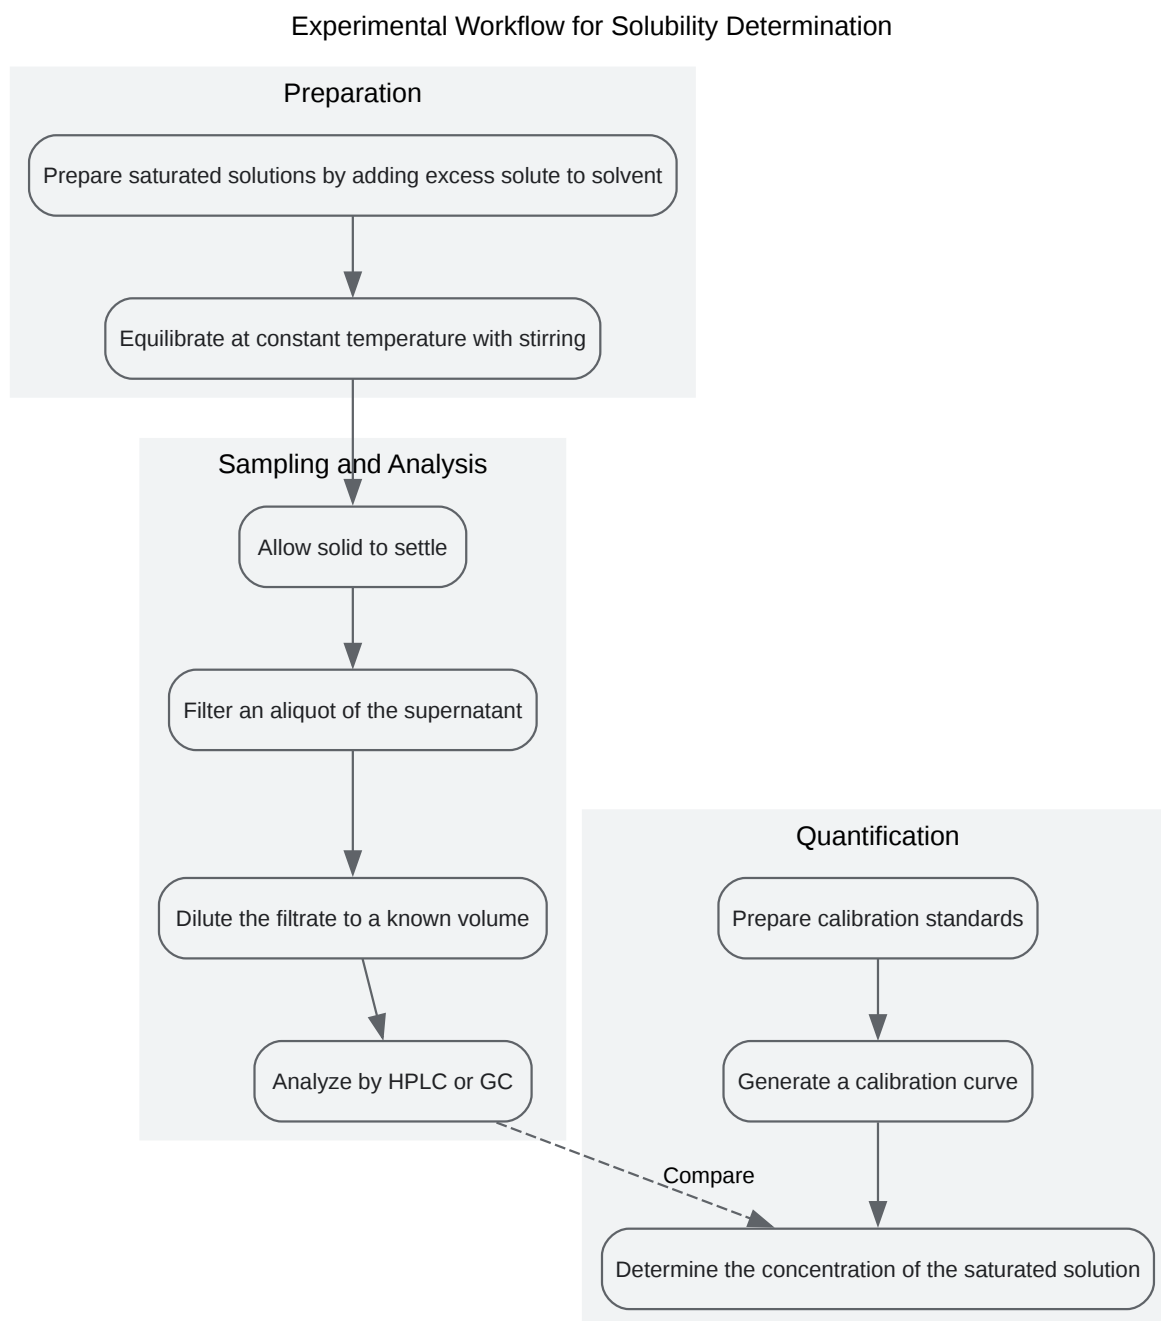 Experimental Workflow for Solubility Determination
Preparation
Prepare saturated solutions by adding excess solute to solvent
Equilibrate at constant temperature with stirring
Sampling and Analysis
Allow solid to settle
Filter an aliquot of the supernatant
Dilute the filtrate to a known volume
Analyze by HPLC or GC
Quantification
Prepare calibration standards
Generate a calibration curve
Compare
Determine the concentration of the saturated solution